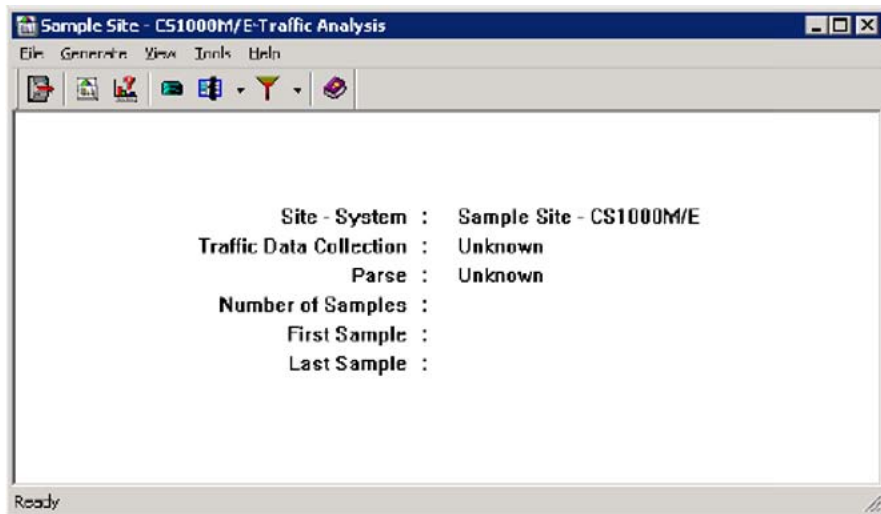 Sample Site - CS1000M/E-Traffic Analysis
File Generate View Tools Help
Site - System : Sample Site - CS1000M/E
Traffic Data Collection : Unknown
Parse : Unknown
Number of Samples :
First Sample :
Last Sample :
Ready